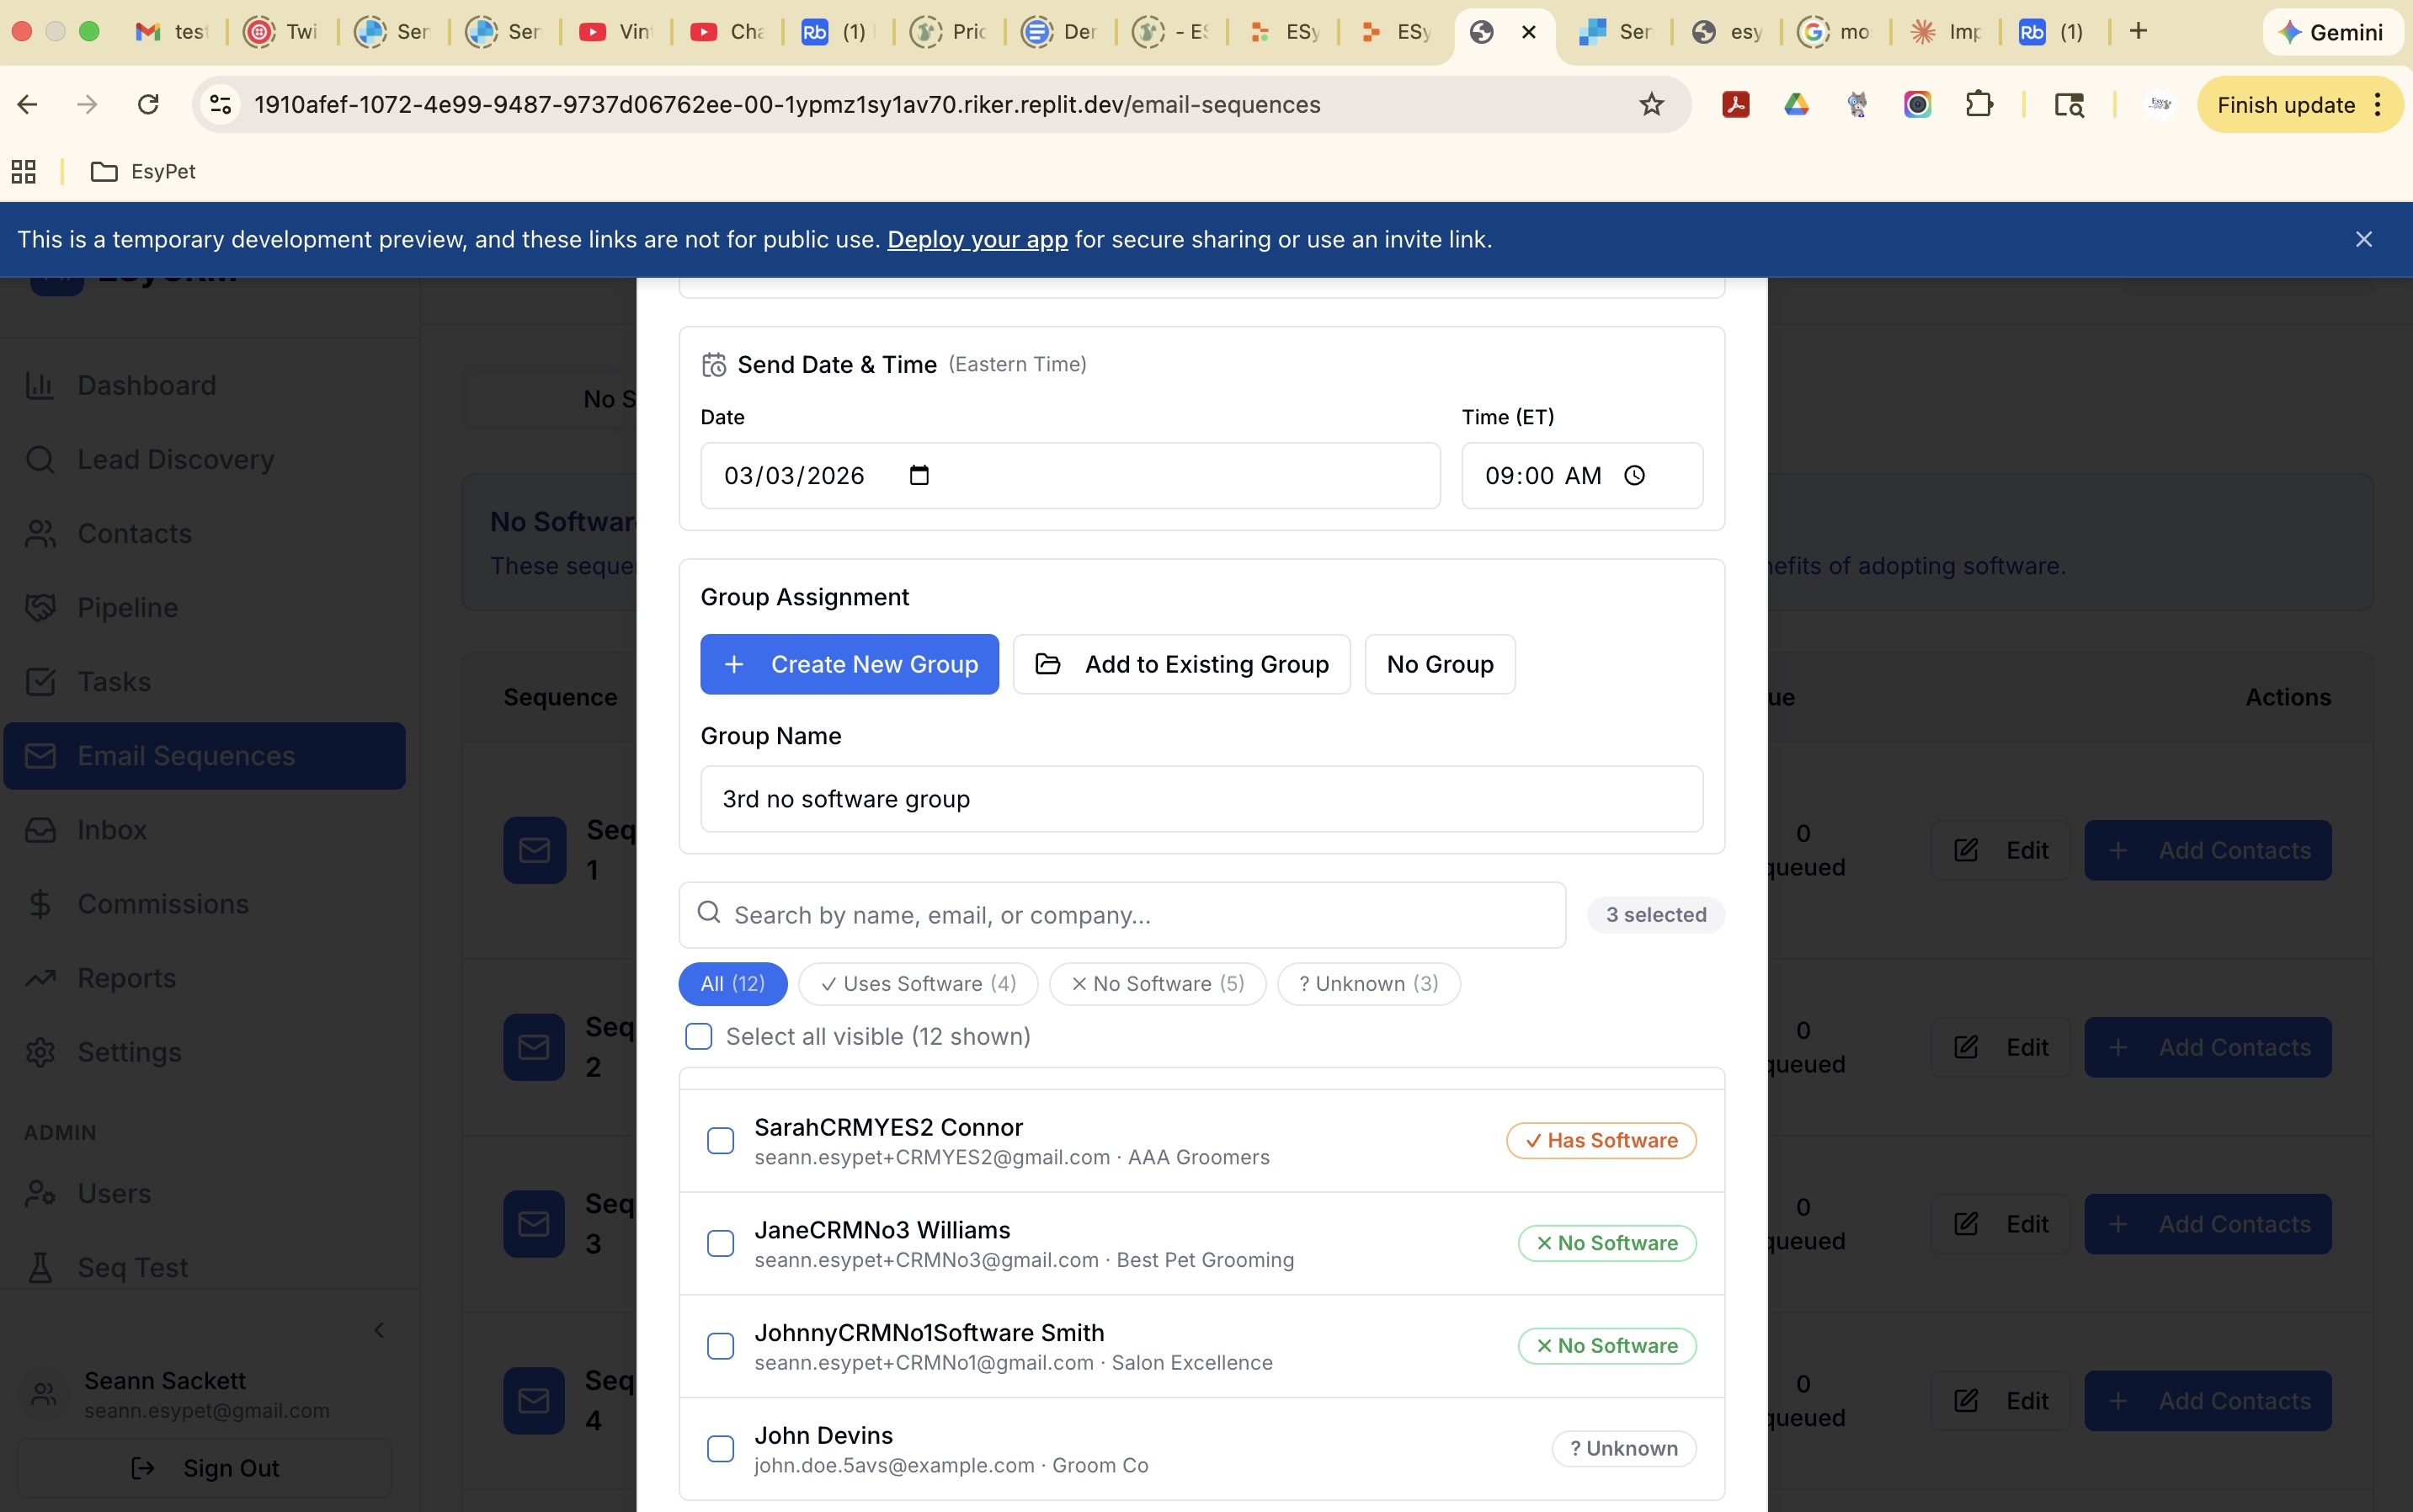 test
Twi
Ser
Ser
Vin
Cha
Rb
(1)
Pric
Der
- ES
ESy
ESy
Ser
esy
mo
Imp
Rb
(1)
Gemini
1910afef-1072-4e99-9487-9737d06762ee-00-1ypmz1sy1av70.riker.replit.dev/email-sequences
Finish update
EsyPet
This is a temporary development preview, and these links are not for public use. Deploy your app for secure sharing or use an invite link.
Dashboard
Lead Discovery
Contacts
Pipeline
Tasks
Email Sequences
Inbox
Commissions
Reports
Settings
ADMIN
Users
Seq Test
Seann Sackett
seann.esypet@gmail.com
Sign Out
No S
No Softwar
These seque
nefits of adopting software.
Sequence
ue
Actions
Seq
1
0
queued
Edit
Add Contacts
Seq
2
0
queued
Edit
Add Contacts
Seq
3
0
queued
Edit
Add Contacts
Seq
4
0
queued
Edit
Add Contacts
Send Date & Time (Eastern Time)
Date
Time (ET)
03/03/2026
09:00 AM
Group Assignment
Create New Group
Add to Existing Group
No Group
Group Name
3rd no software group
Search by name, email, or company...
3 selected
All (12)
✓ Uses Software (4)
✕ No Software (5)
? Unknown (3)
Select all visible (12 shown)
SarahCRMYES2 Connor
seann.esypet+CRMYES2@gmail.com · AAA Groomers
✓ Has Software
JaneCRMNo3 Williams
seann.esypet+CRMNo3@gmail.com · Best Pet Grooming
✕ No Software
JohnnyCRMNo1Software Smith
seann.esypet+CRMNo1@gmail.com · Salon Excellence
✕ No Software
John Devins
john.doe.5avs@example.com · Groom Co
? Unknown